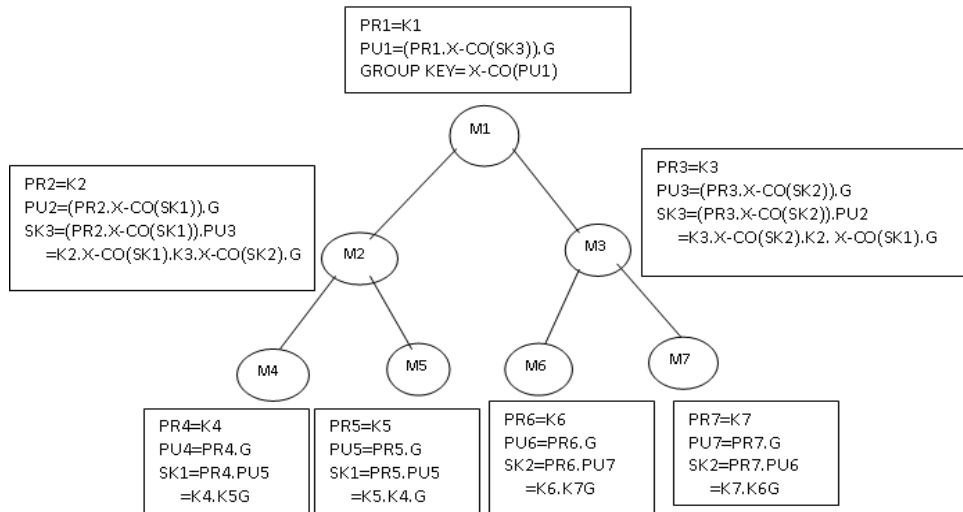 PR1=K1
PU1=(PR1.X-CO(SK3)).G
GROUP KEY= X-CO(PU1)
M1
PR2=K2
PU2=(PR2.X-CO(SK1)).G
SK3=(PR2.X-CO(SK1)).PU3
=K2.X-CO(SK1).K3.X-CO(SK2).G
PR3=K3
PU3=(PR3.X-CO(SK2)).G
SK3=(PR3.X-CO(SK2)).PU2
=K3.X-CO(SK2).K2. X-CO(SK1).G
M2
M3
M4
M5
M6
M7
PR4=K4
PU4=PR4.G
SK1=PR4.PU5
=K4.K5G
PR5=K5
PU5=PR5.G
SK1=PR5.PU5
=K5.K4.G
PR6=K6
PU6=PR6.G
SK2=PR6.PU7
=K6.K7G
PR7=K7
PU7=PR7.G
SK2=PR7.PU6
=K7.K6G